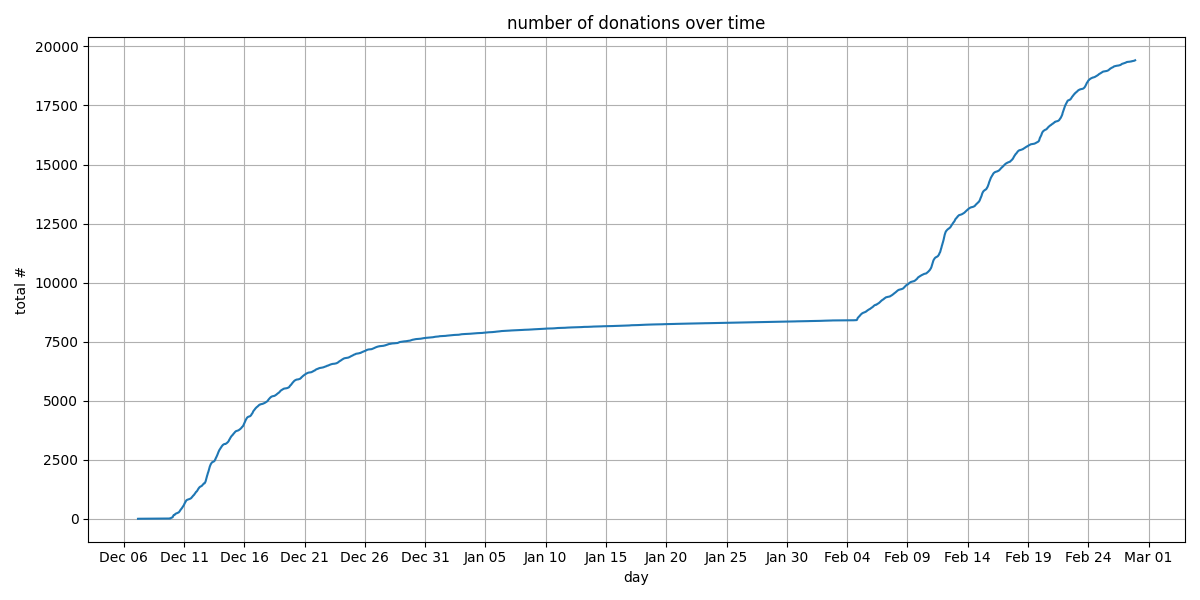 number of donations over time
total #
20000
17500
15000
12500
10000
7500
5000
2500
0
Dec 06 Dec 11 Dec 16 Dec 21 Dec 26 Dec 31 Jan 05 Jan 10 Jan 15 Jan 20 Jan 25 Jan 30 Feb 04 Feb 09 Feb 14 Feb 19 Feb 24 Mar 01
day